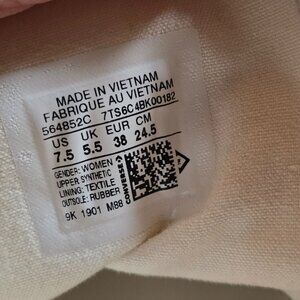 MADE IN VIETNAM
FABRIQUE AU VIETNAM
564852C 7TS6C4BK00182
US UK EUR CM
7.5 5.5 38 24.5
GENDER: WOMEN
UPPER: SYNTHETIC
LINING: TEXTILE
OUTSOLE: RUBBER
CONVERSE
9K 1901 M88